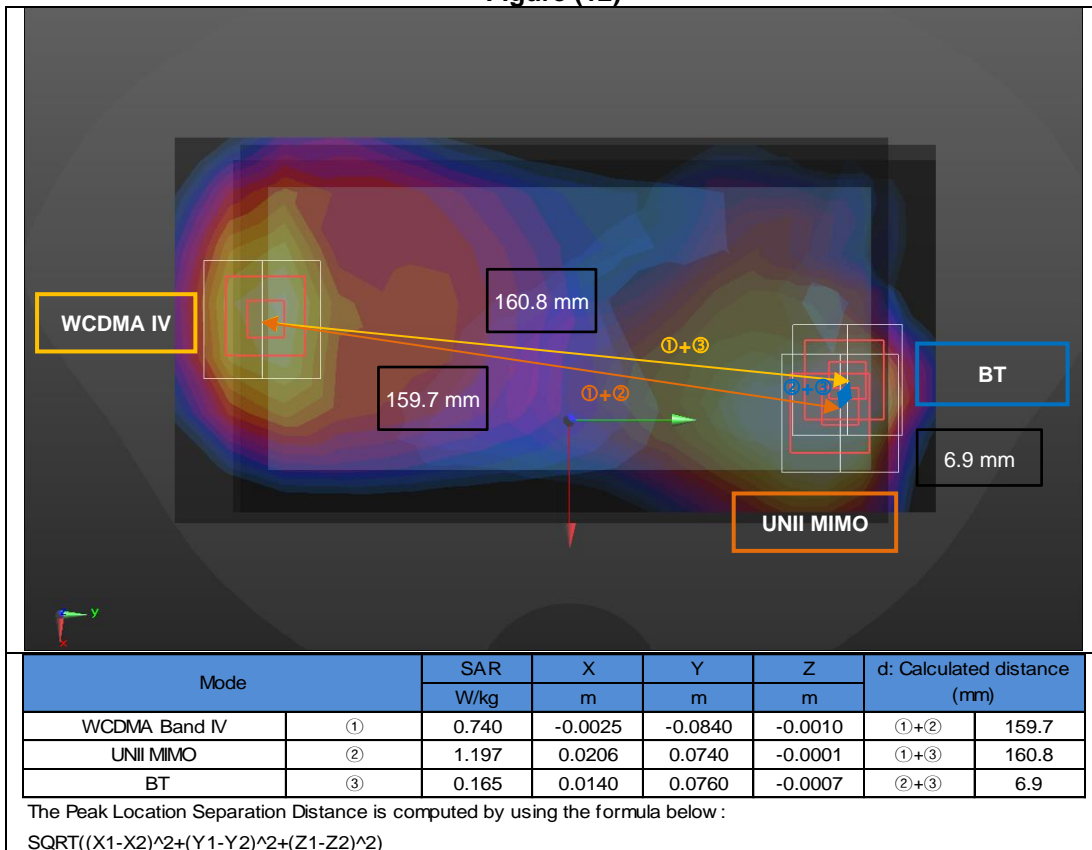 Figure (12)
160.8 mm
WCDMA IV
①+③
BT
159.7 mm
①+②
②+③
6.9 mm
UNII MIMO
y
x
Mode SAR X Y Z d: Calculated distance (mm)
W/kg m m m
WCDMA Band IV ① 0.740 -0.0025 -0.0840 -0.0010 ①+② 159.7
UNII MIMO ② 1.197 0.0206 0.0740 -0.0001 ①+③ 160.8
BT ③ 0.165 0.0140 0.0760 -0.0007 ②+③ 6.9
The Peak Location Separation Distance is computed by using the formula below :
SQRT((X1-X2)^2+(Y1-Y2)^2+(Z1-Z2)^2)